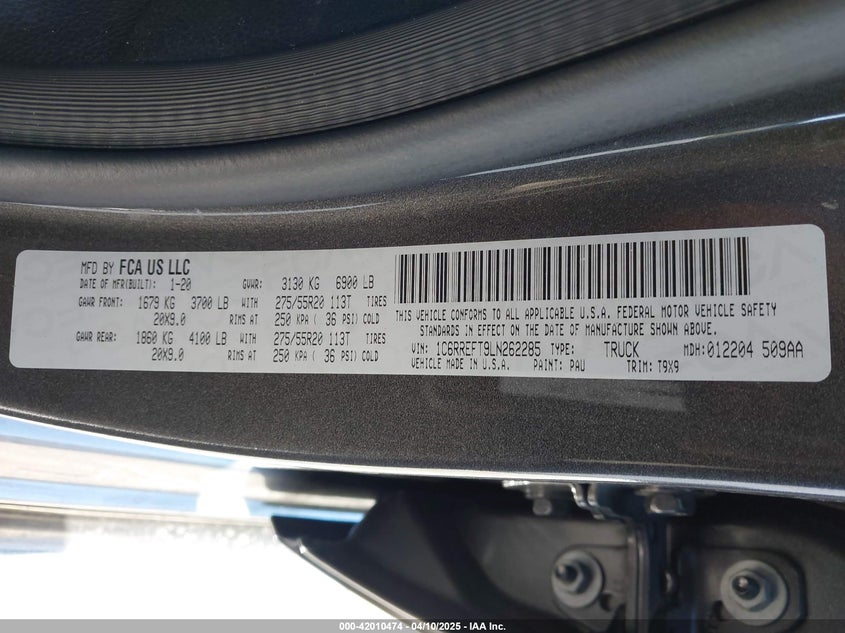 MFD BY FCA US LLC
DATE OF MFR(BUILT): 1-20 GVWR: 3130 KG 6900 LB
GAWR FRONT: 1679 KG 3700 LB WITH 275/55R20 113T TIRES
20X9.0 RIMS AT 250 KPA ( 36 PSI) COLD
GAWR REAR: 1860 KG 4100 LB WITH 275/55R20 113T TIRES
20X9.0 RIMS AT 250 KPA ( 36 PSI) COLD
THIS VEHICLE CONFORMS TO ALL APPLICABLE U.S.A. FEDERAL MOTOR VEHICLE SAFETY
STANDARDS IN EFFECT ON THE DATE OF MANUFACTURE SHOWN ABOVE.
VIN: 1C6RREFT9LN262285 TYPE: TRUCK MDH:012204 509AA
VEHICLE MADE IN U.S.A. PAINT: PAU TRIM: T9X9
000-42010474 - 04/10/2025 - IAA Inc.